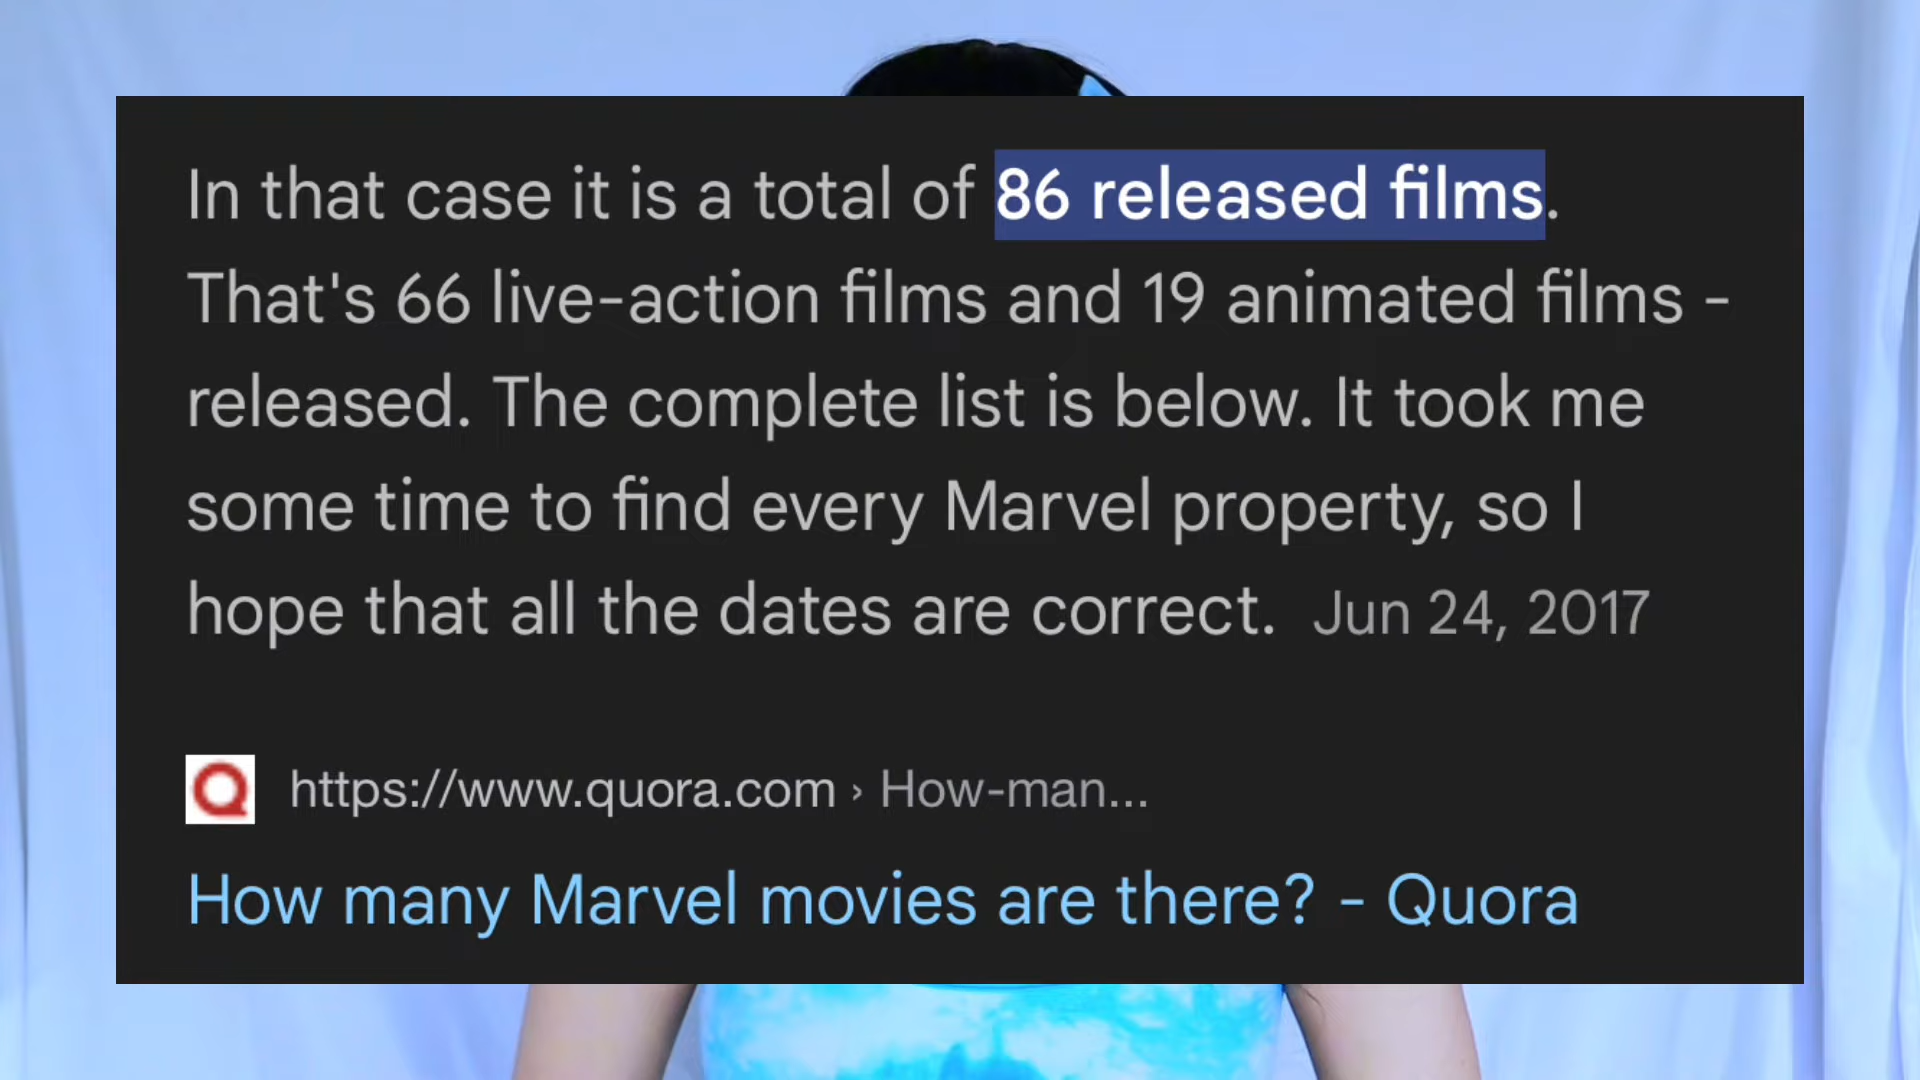 In that case it is a total of 86 released films.
That's 66 live-action films and 19 animated films -
released. The complete list is below. It took me
some time to find every Marvel property, so I
hope that all the dates are correct. Jun 24, 2017
https://www.quora.com › How-man...
How many Marvel movies are there? - Quora